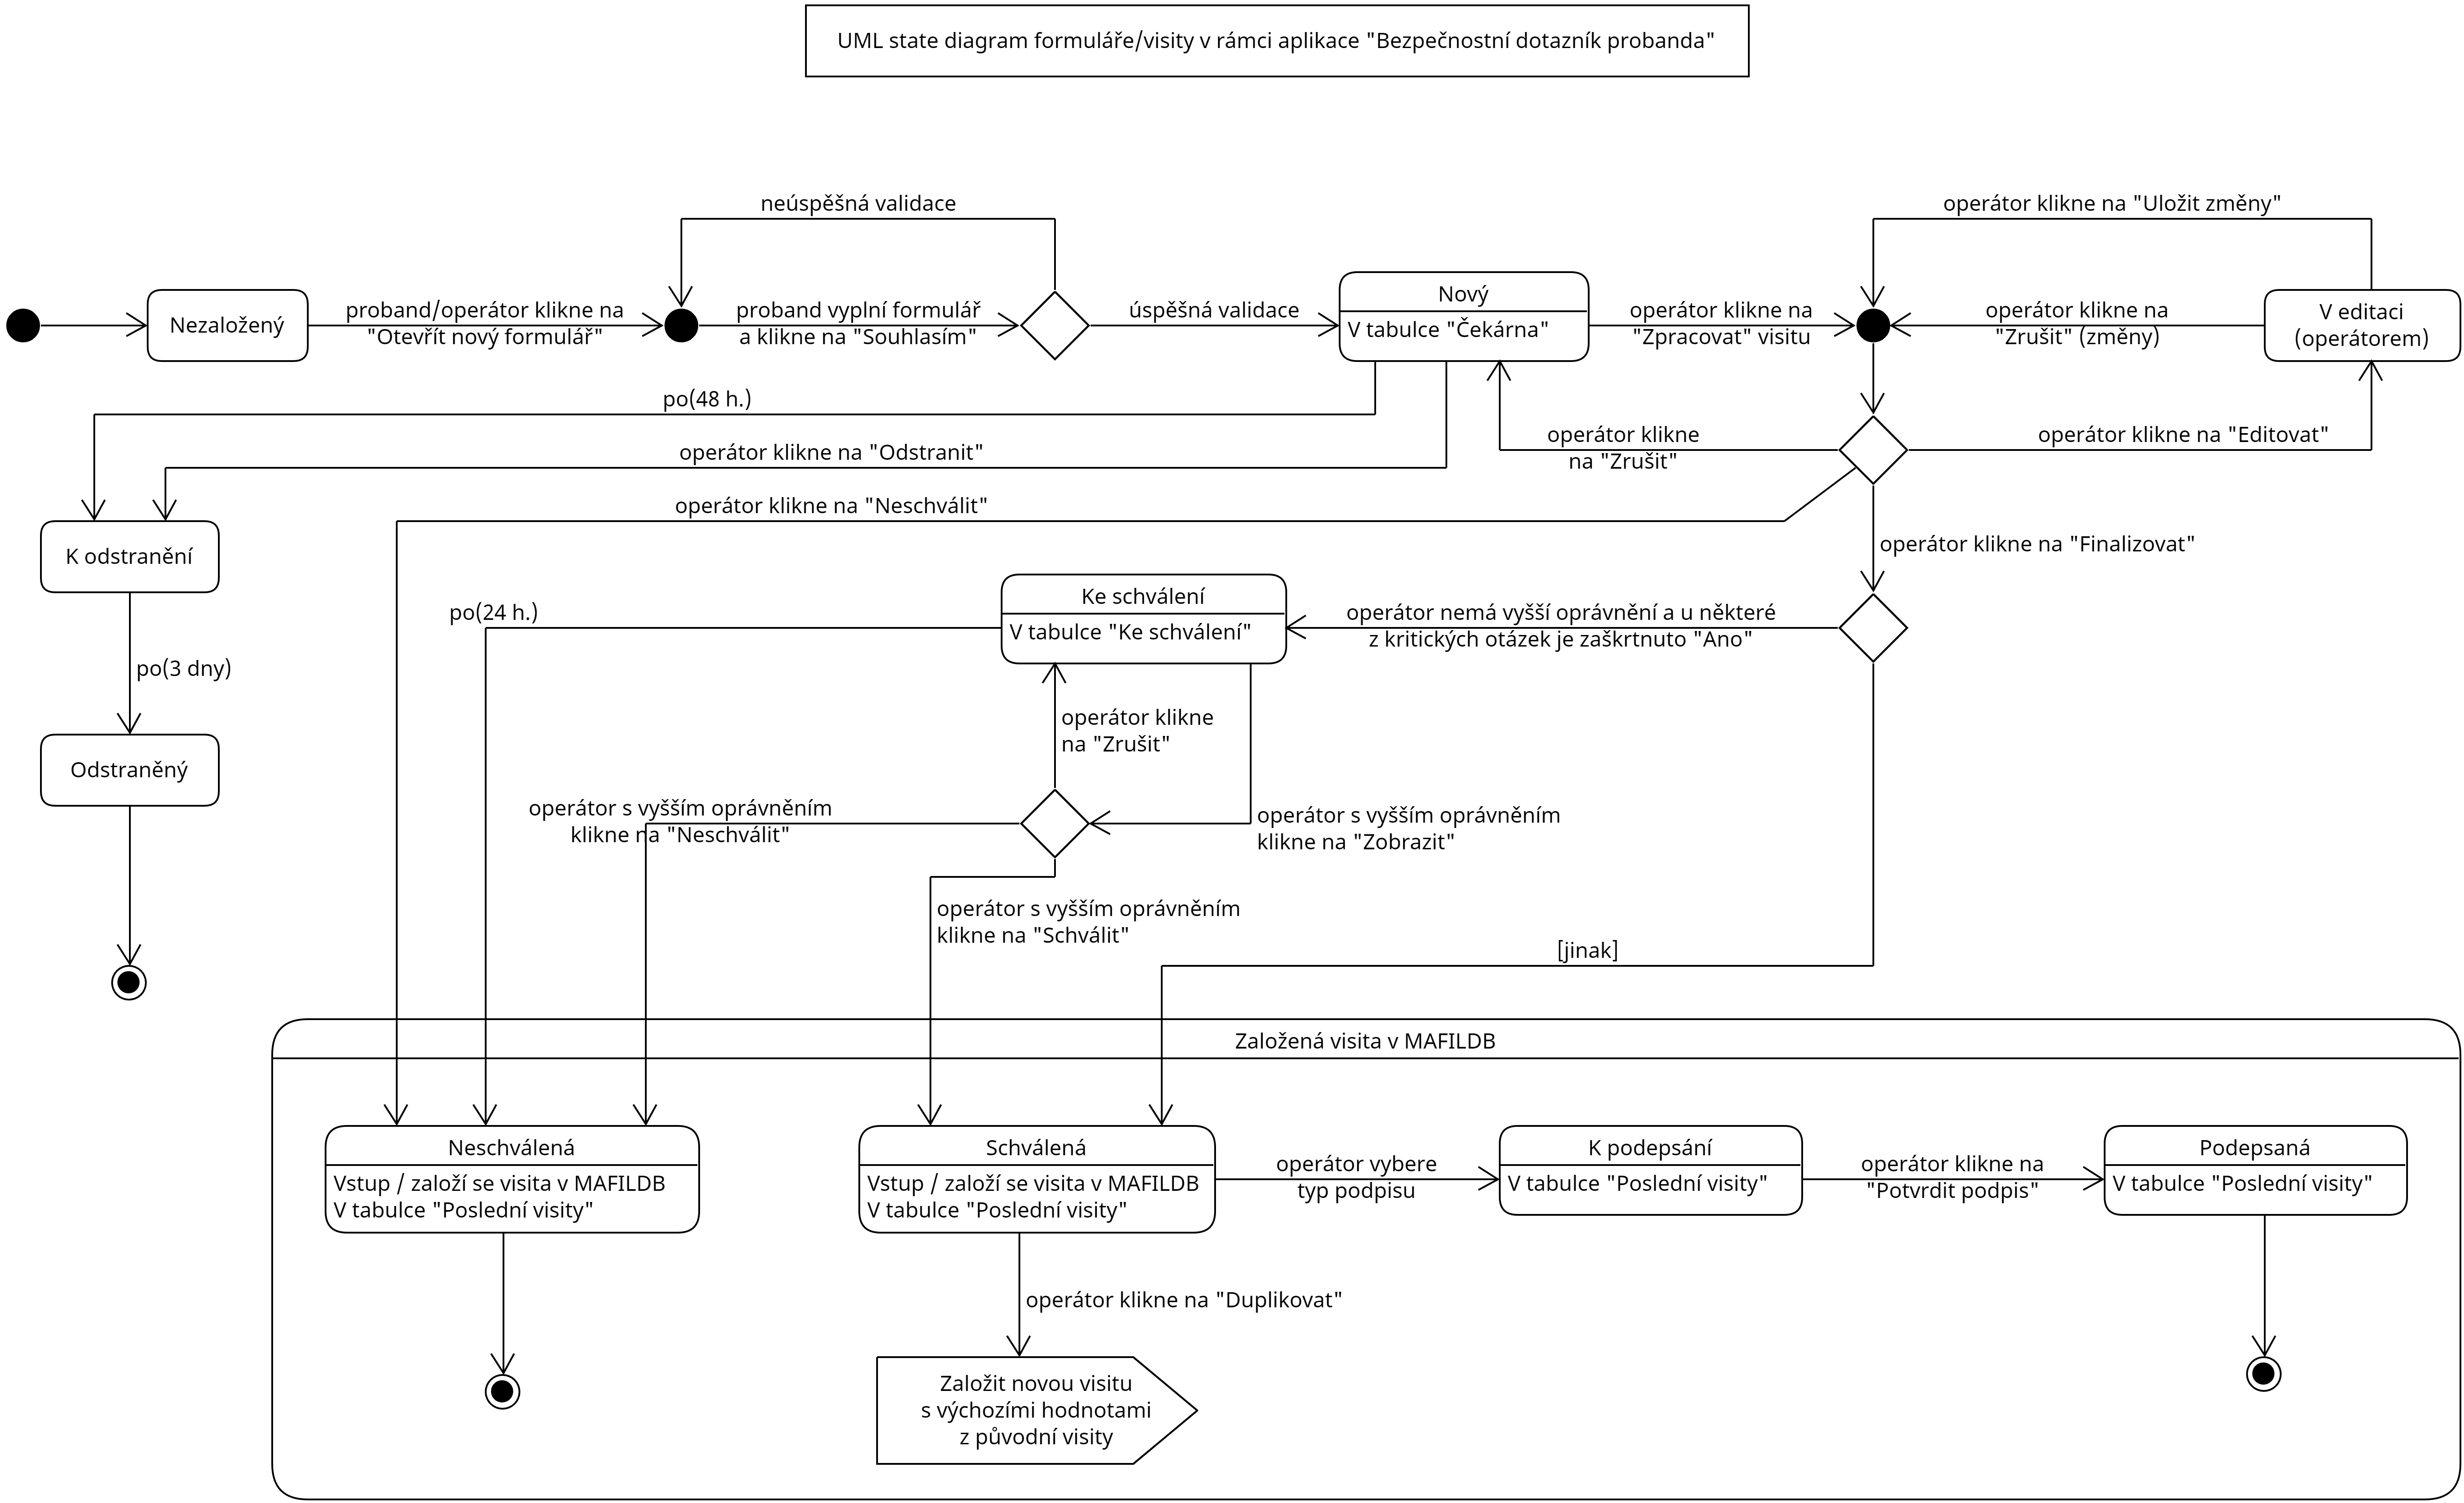 UML state diagram formuláře/visity v rámci aplikace "Bezpečnostní dotazník probanda"
neúspěšná validace
operátor klikne na "Uložit změny"
Nezaložený
proband/operátor klikne na
"Otevřít nový formulář"
proband vyplní formulář
a klikne na "Souhlasím"
úspěšná validace
Nový
V tabulce "Čekárna"
operátor klikne na
"Zpracovat" visitu
operátor klikne na
"Zrušit" (změny)
V editaci
(operátorem)
po(48 h.)
operátor klikne na "Odstranit"
operátor klikne
na "Zrušit"
operátor klikne na "Editovat"
operátor klikne na "Neschválit"
operátor klikne na "Finalizovat"
K odstranění
po(24 h.)
Ke schválení
V tabulce "Ke schválení"
operátor nemá vyšší oprávnění a u některé
z kritických otázek je zaškrtnuto "Ano"
po(3 dny)
operátor klikne
na "Zrušit"
Odstraněný
operátor s vyšším oprávněním
klikne na "Neschválit"
operátor s vyšším oprávněním
klikne na "Zobrazit"
operátor s vyšším oprávněním
klikne na "Schválit"
[jinak]
Založená visita v MAFILDB
Neschválená
Vstup / založí se visita v MAFILDB
V tabulce "Poslední visity"
Schválená
Vstup / založí se visita v MAFILDB
V tabulce "Poslední visity"
operátor vybere
typ podpisu
K podepsání
V tabulce "Poslední visity"
operátor klikne na
"Potvrdit podpis"
Podepsaná
V tabulce "Poslední visity"
operátor klikne na "Duplikovat"
Založit novou visitu
s výchozími hodnotami
z původní visity